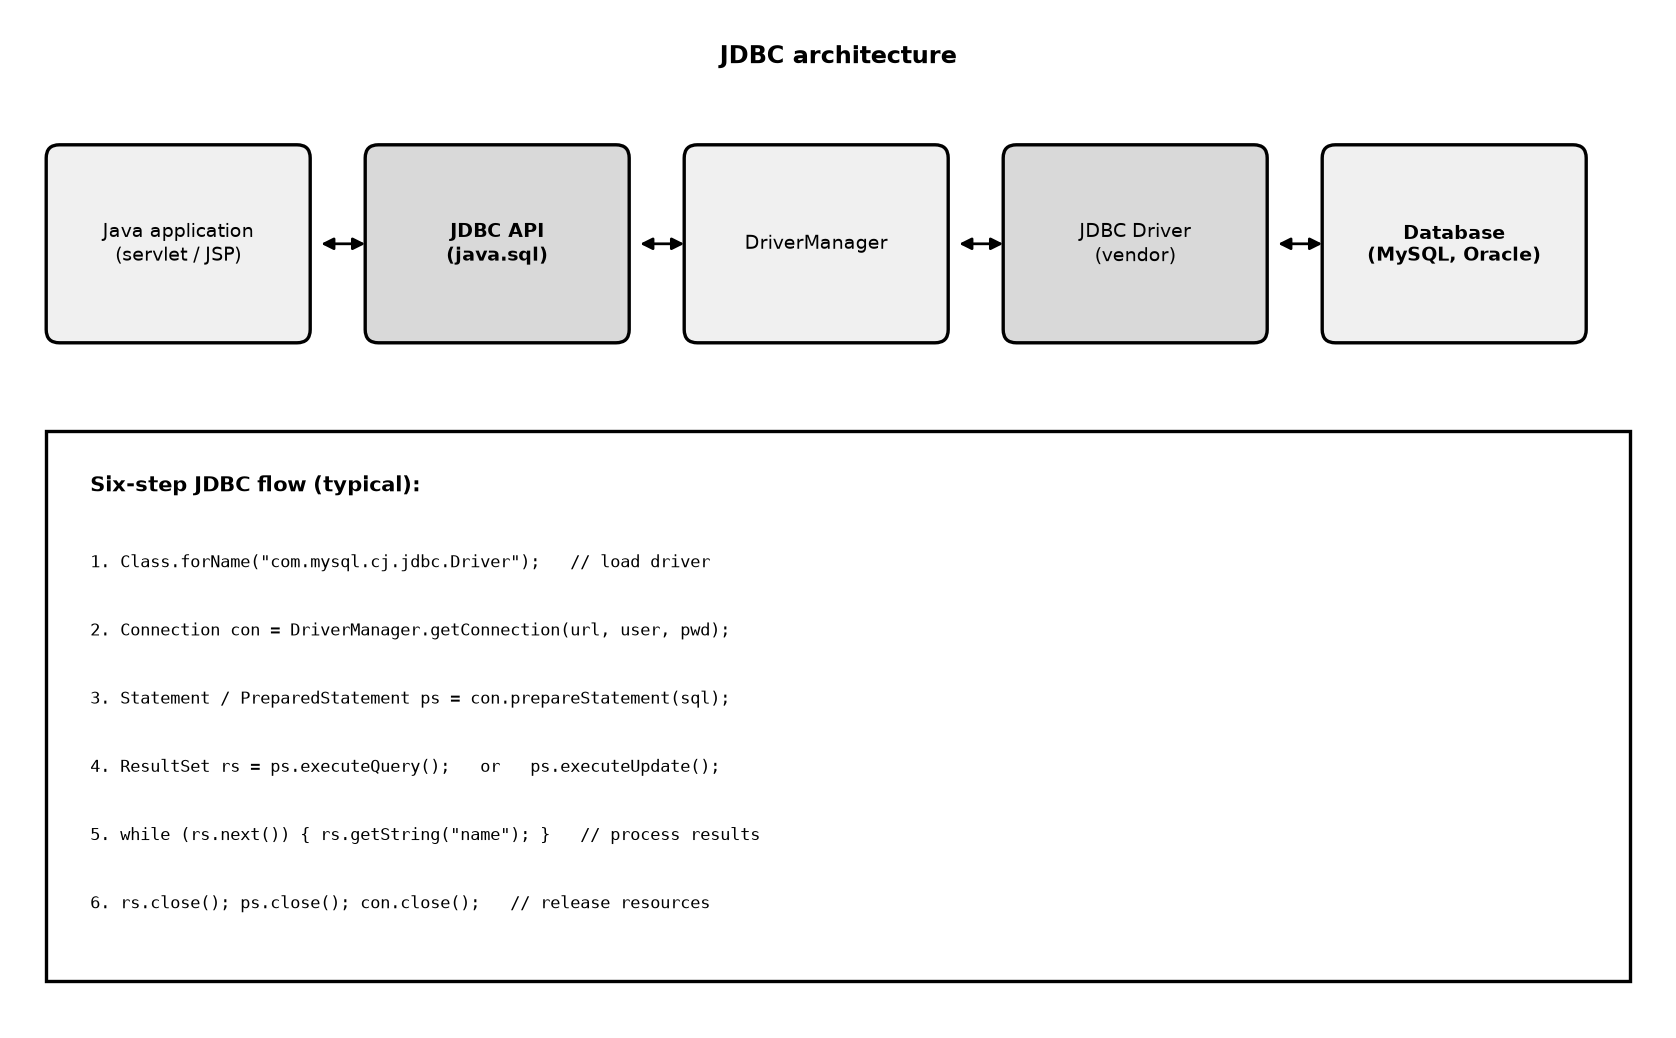 JDBC architecture
Java application
(servlet / JSP)
JDBC API
(java.sql)
DriverManager
JDBC Driver
(vendor)
Database
(MySQL, Oracle)
Six-step JDBC flow (typical):
1. Class.forName("com.mysql.cj.jdbc.Driver");   // load driver
2. Connection con = DriverManager.getConnection(url, user, pwd);
3. Statement / PreparedStatement ps = con.prepareStatement(sql);
4. ResultSet rs = ps.executeQuery();   or   ps.executeUpdate();
5. while (rs.next()) { rs.getString("name"); }   // process results
6. rs.close(); ps.close(); con.close();   // release resources